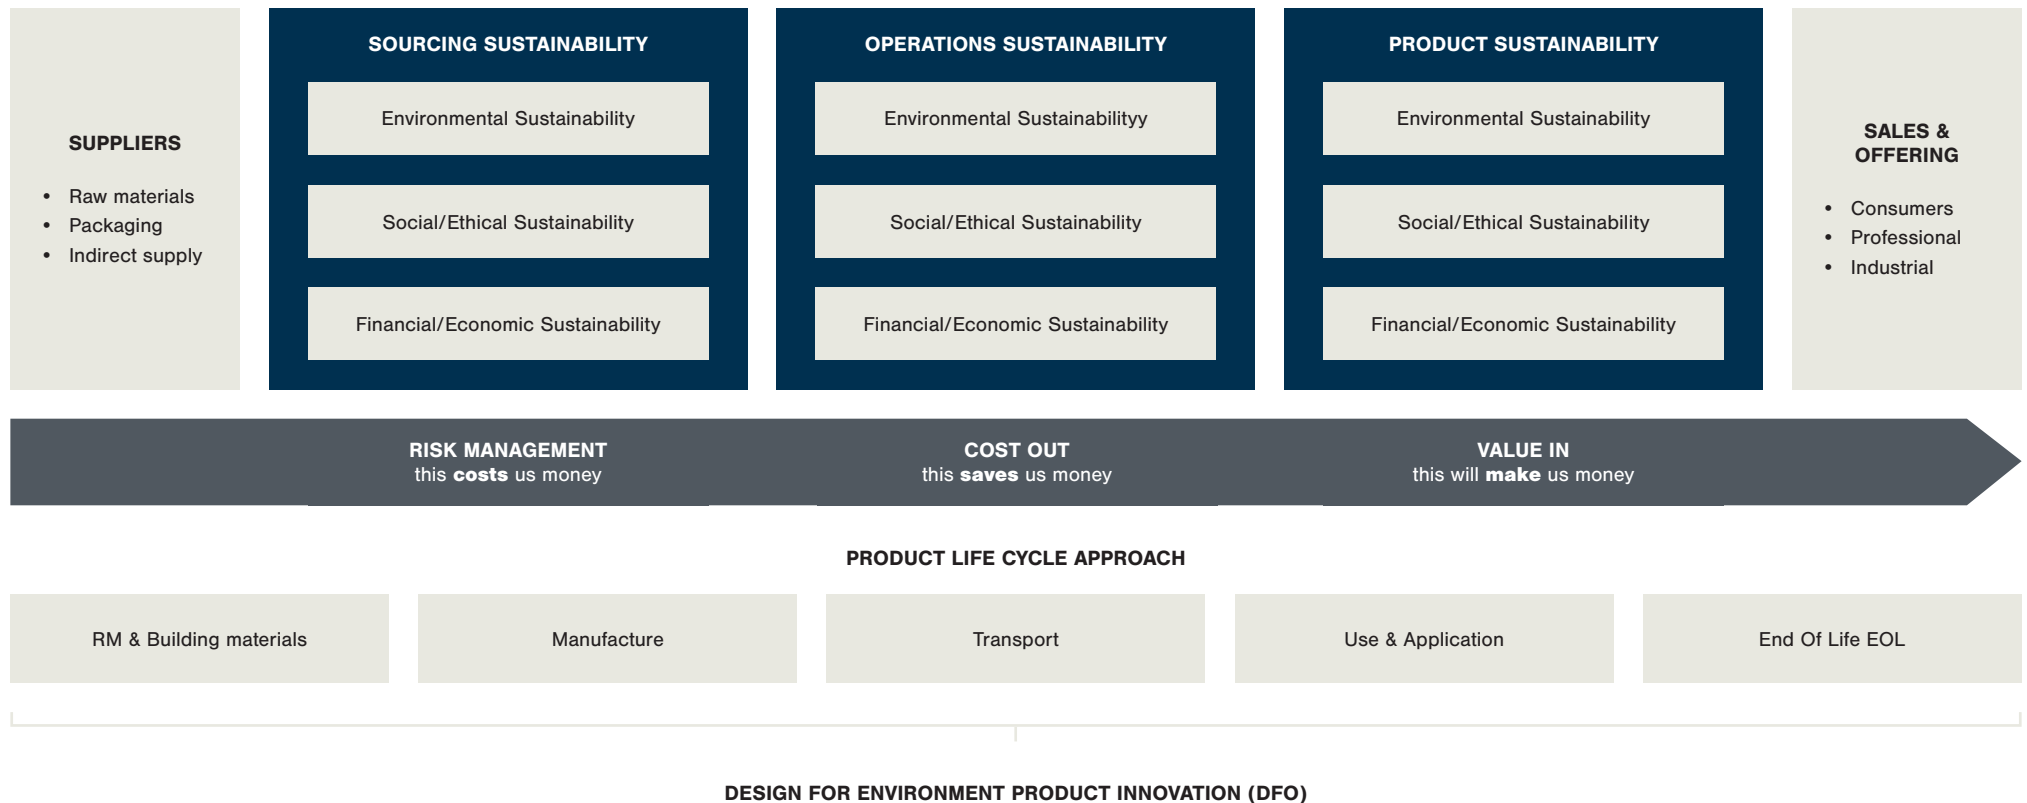 SUPPLIERS
• Raw materials
• Packaging
• Indirect supply
SOURCING SUSTAINABILITY
Environmental Sustainability
Social/Ethical Sustainability
Financial/Economic Sustainability
OPERATIONS SUSTAINABILITY
Environmental Sustainabilityy
Social/Ethical Sustainability
Financial/Economic Sustainability
PRODUCT SUSTAINABILITY
Environmental Sustainability
Social/Ethical Sustainability
Financial/Economic Sustainability
SALES &
OFFERING
• Consumers
• Professional
• Industrial
RISK MANAGEMENT
this costs us money
COST OUT
this saves us money
VALUE IN
this will make us money
PRODUCT LIFE CYCLE APPROACH
RM & Building materials
Manufacture
Transport
Use & Application
End Of Life EOL
DESIGN FOR ENVIRONMENT PRODUCT INNOVATION (DFO)